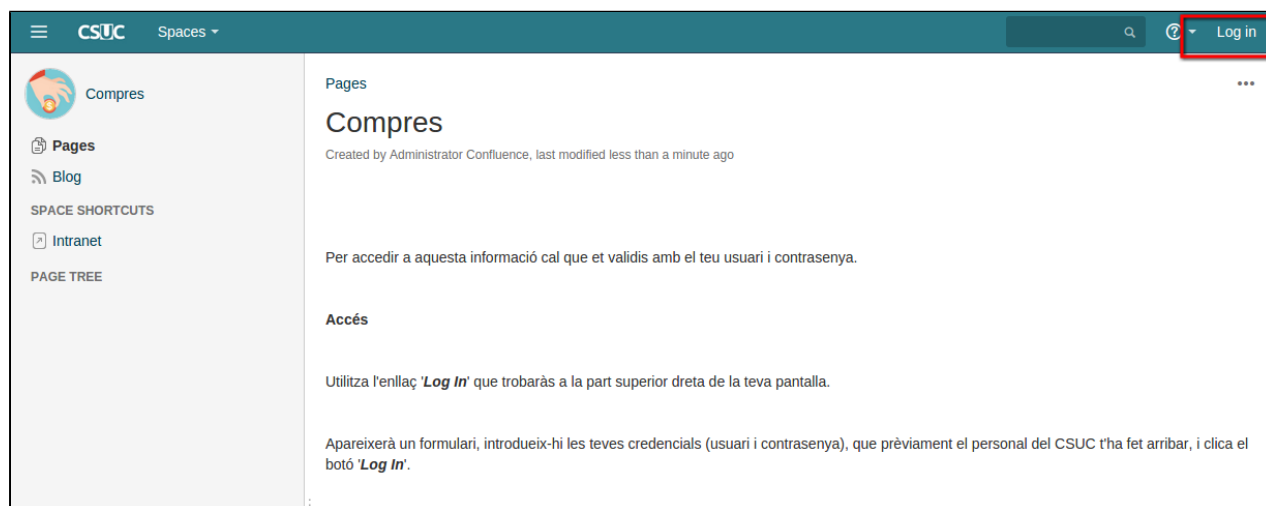 CSUC Spaces Log in
Compres
Pages
Blog
SPACE SHORTCUTS
Intranet
PAGE TREE
Pages
Compres
Created by Administrator Confluence, last modified less than a minute ago
Per accedir a aquesta informació cal que et validis amb el teu usuari i contrasenya.
Accés
Utilitza l'enllaç 'Log In' que trobaràs a la part superior dreta de la teva pantalla.
Apareixerà un formulari, introdueix-hi les teves credencials (usuari i contrasenya), que prèviament el personal del CSUC t'ha fet arribar, i clica el
botó 'Log In'.